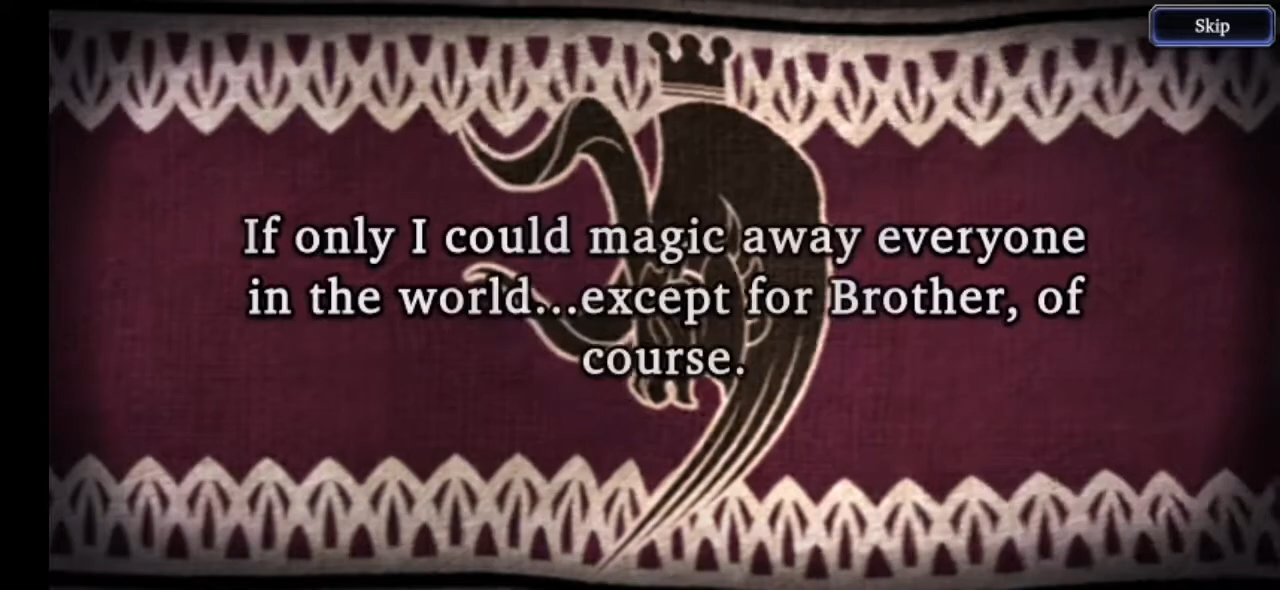 Skip
If only I could magic away everyone
in the world...except for Brother, of
course.